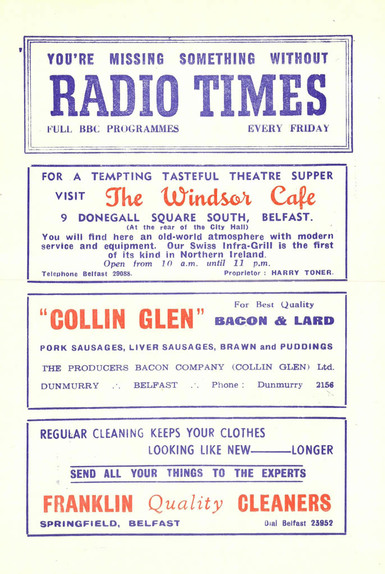 YOU'RE MISSING SOMETHING WITHOUT
RADIO TIMES
FULL BBC PROGRAMMES EVERY FRIDAY
FOR A TEMPTING TASTEFUL THEATRE SUPPER
VISIT The Windsor Cafe
9 DONEGALL SQUARE SOUTH, BELFAST.
(At the rear of the City Hall)
You will find here an old-world atmosphere with modern
service and equipment. Our Swiss Infra-Grill is the first
of its kind in Northern Ireland.
Open from 10 a.m. until 11 p.m.
Telephone Belfast 29088. Proprietor : HARRY TONER.
For Best Quality
"COLLIN GLEN" BACON & LARD
PORK SAUSAGES, LIVER SAUSAGES, BRAWN and PUDDINGS
THE PRODUCERS BACON COMPANY (COLLIN GLEN) Ltd.
DUNMURRY ∴ BELFAST ∴ Phone : Dunmurry 2156
REGULAR CLEANING KEEPS YOUR CLOTHES
LOOKING LIKE NEW——LONGER
SEND ALL YOUR THINGS TO THE EXPERTS
FRANKLIN Quality CLEANERS
SPRINGFIELD, BELFAST Dial Belfast 23952